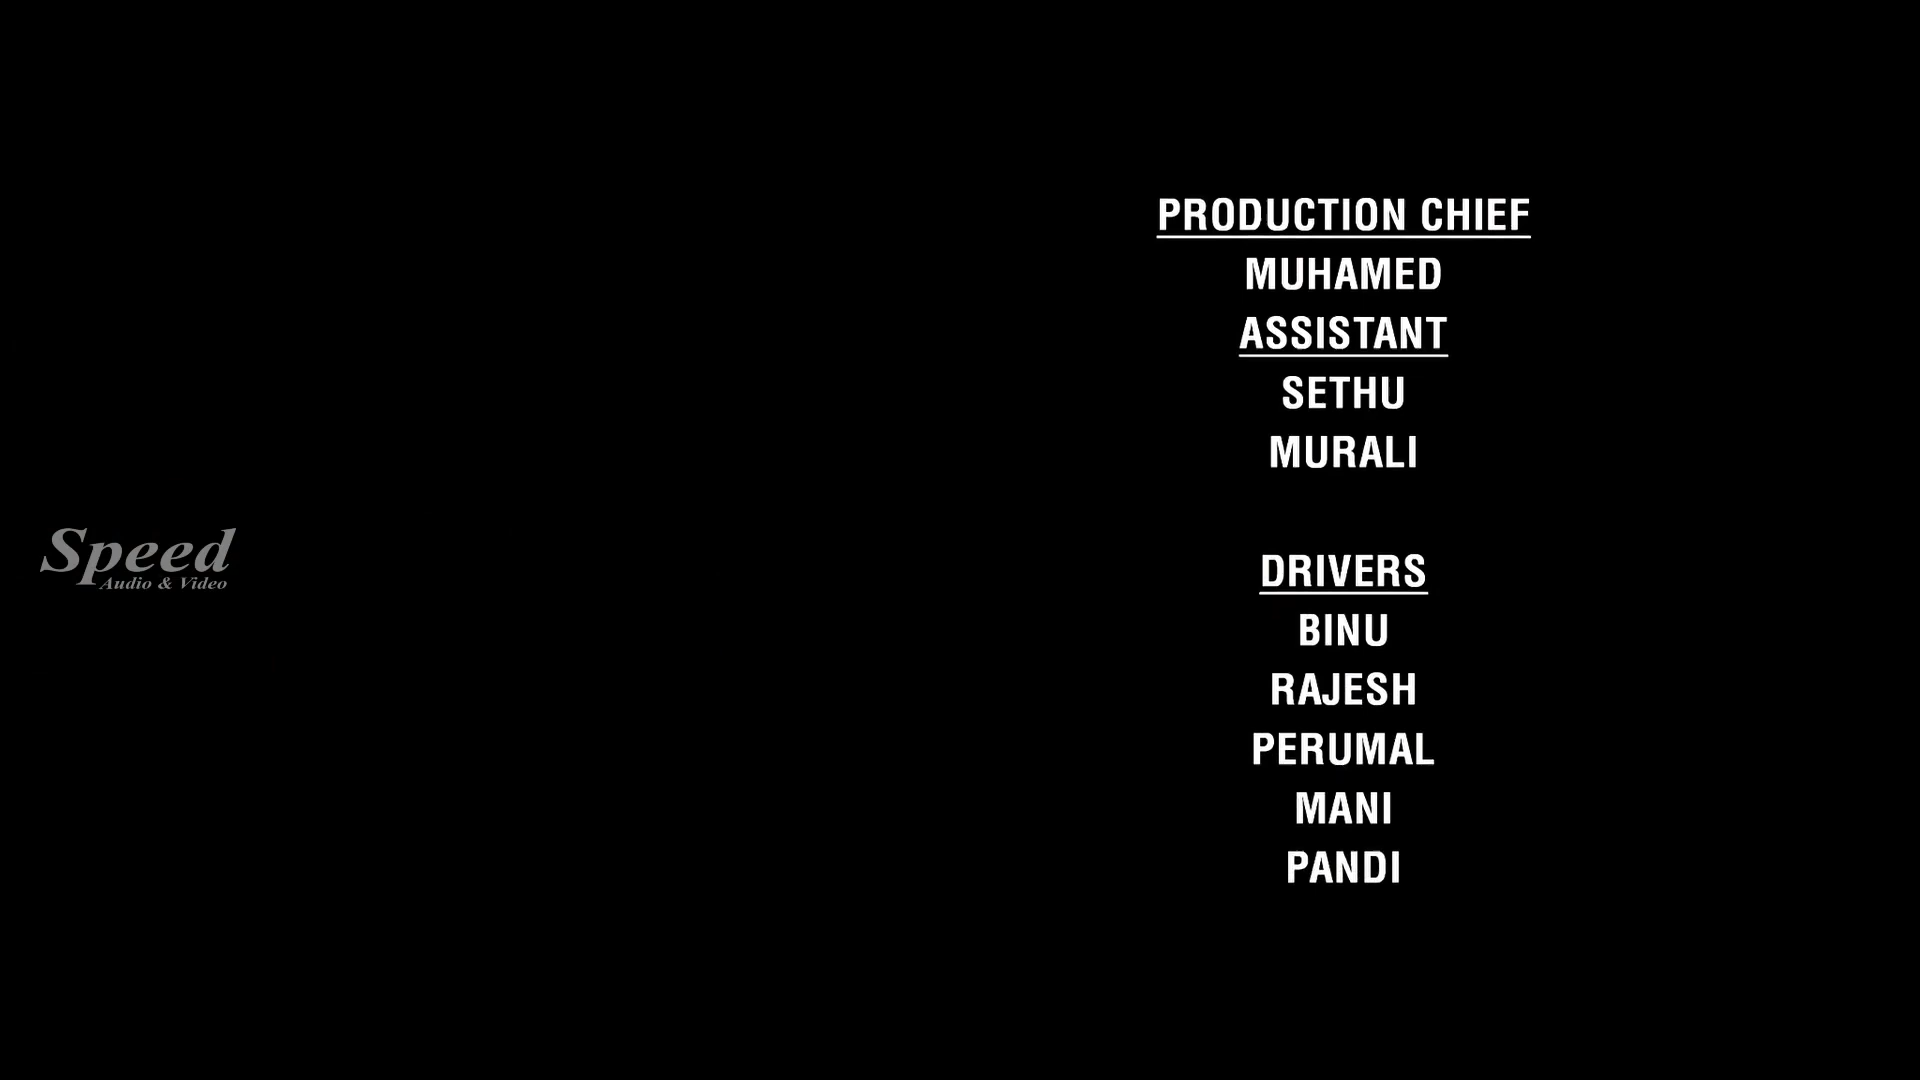 PRODUCTION CHIEF
MUHAMED
ASSISTANT
SETHU
MURALI
Speed
Audio & Video
DRIVERS
BINU
RAJESH
PERUMAL
MANI
PANDI